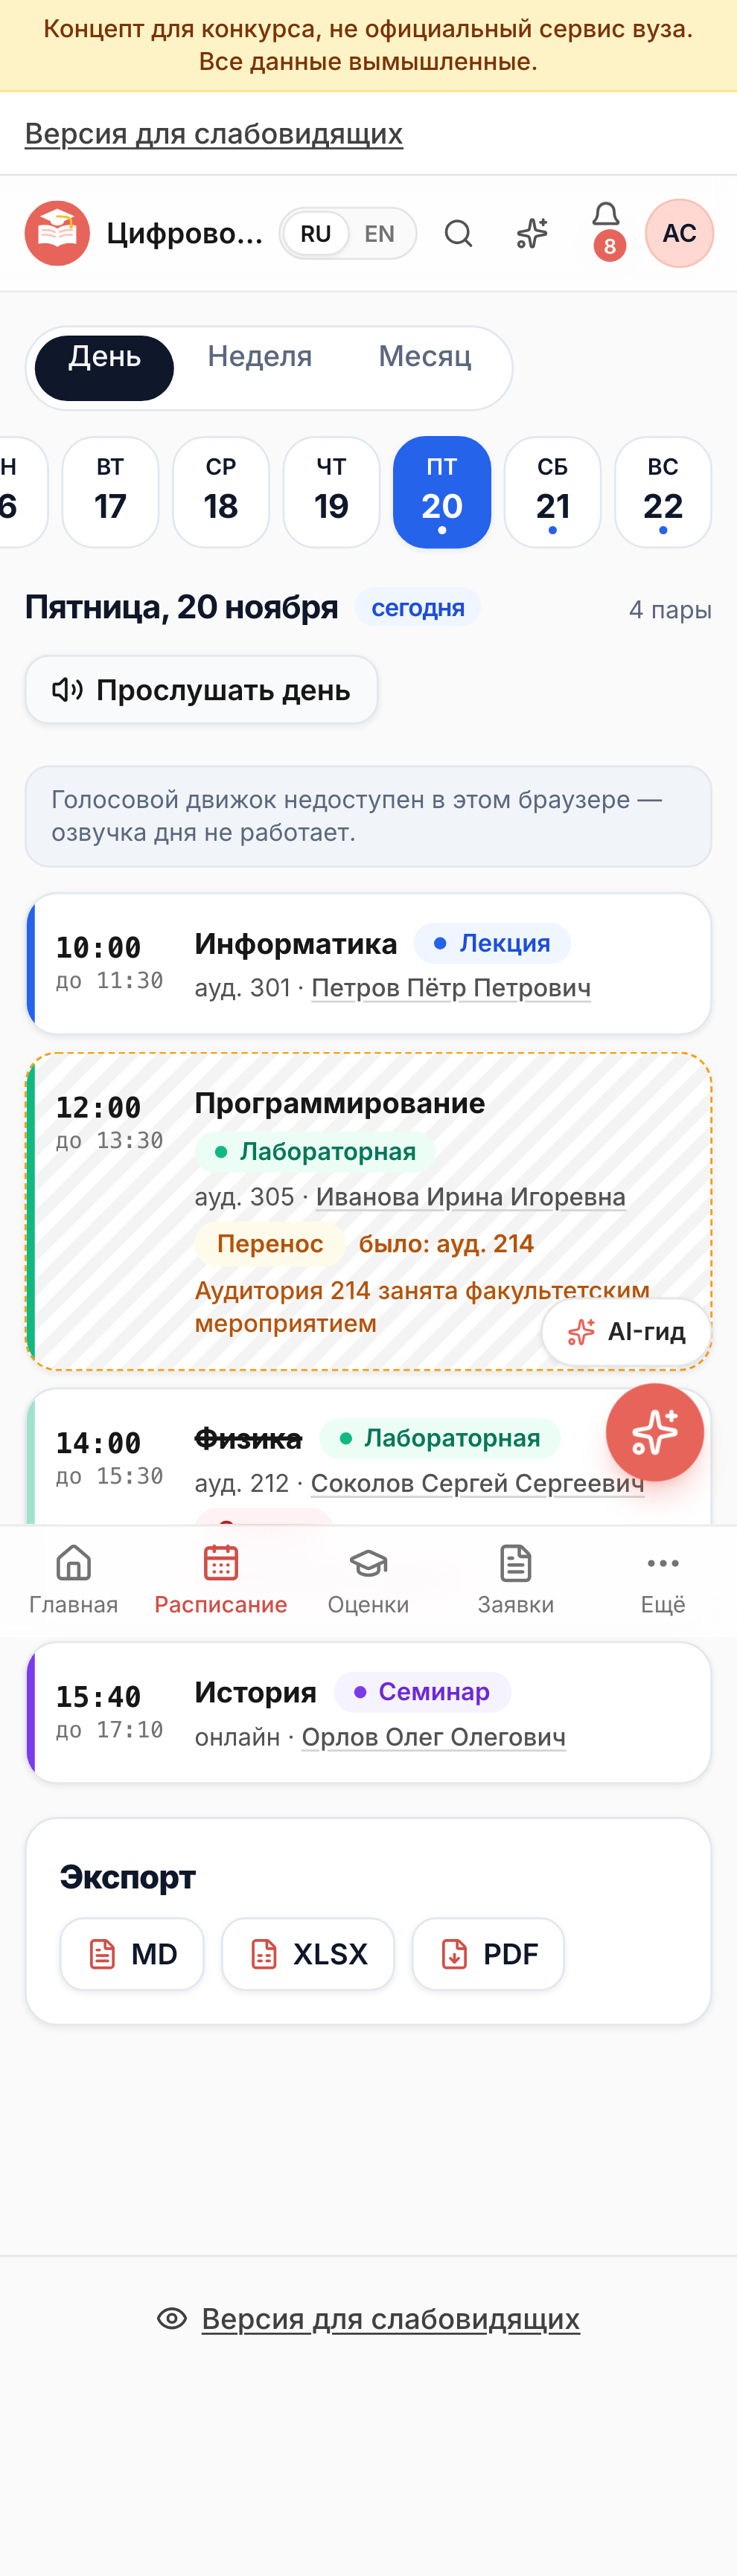 Концепт для конкурса, не официальный сервис вуза.
Все данные вымышленные.
Версия для слабовидящих
Цифрово...
RU EN
8
АС
День Неделя Месяц
Н ВТ СР ЧТ ПТ СБ ВС
6 17 18 19 20 21 22
Пятница, 20 ноября сегодня 4 пары
Прослушать день
Голосовой движок недоступен в этом браузере —
озвучка дня не работает.
10:00 Информатика Лекция
до 11:30 ауд. 301 · Петров Пётр Петрович
12:00 Программирование
до 13:30 Лабораторная
ауд. 305 · Иванова Ирина Игоревна
Перенос было: ауд. 214
Аудитория 214 занята факультетским
мероприятием
AI-гид
14:00 Физика Лабораторная
до 15:30 ауд. 212 · Соколов Сергей Сергеевич
Главная Расписание Оценки Заявки Ещё
15:40 История Семинар
до 17:10 онлайн · Орлов Олег Олегович
Экспорт
MD XLSX PDF
Версия для слабовидящих